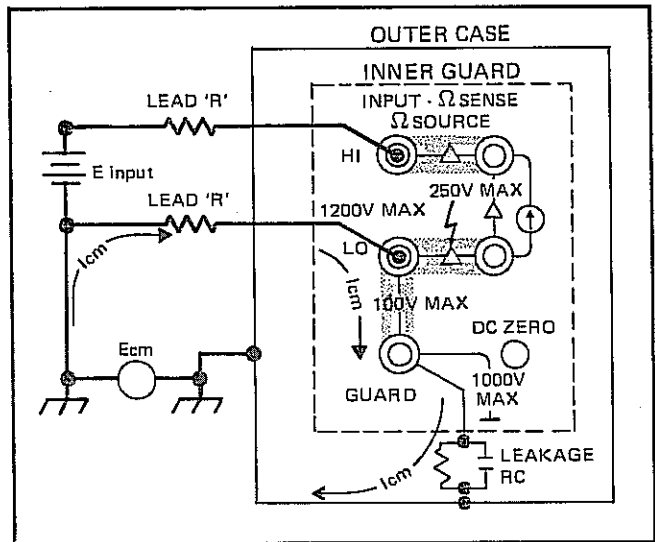 OUTER CASE
INNER GUARD
LEAD 'R'
INPUT · Ω SENSE
Ω SOURCE
HI
E input
250V MAX
LEAD 'R'
1200V MAX
Icm
LO
Icm
100V MAX
DC ZERO
Ecm
1000V
MAX
GUARD
LEAKAGE
RC
Icm